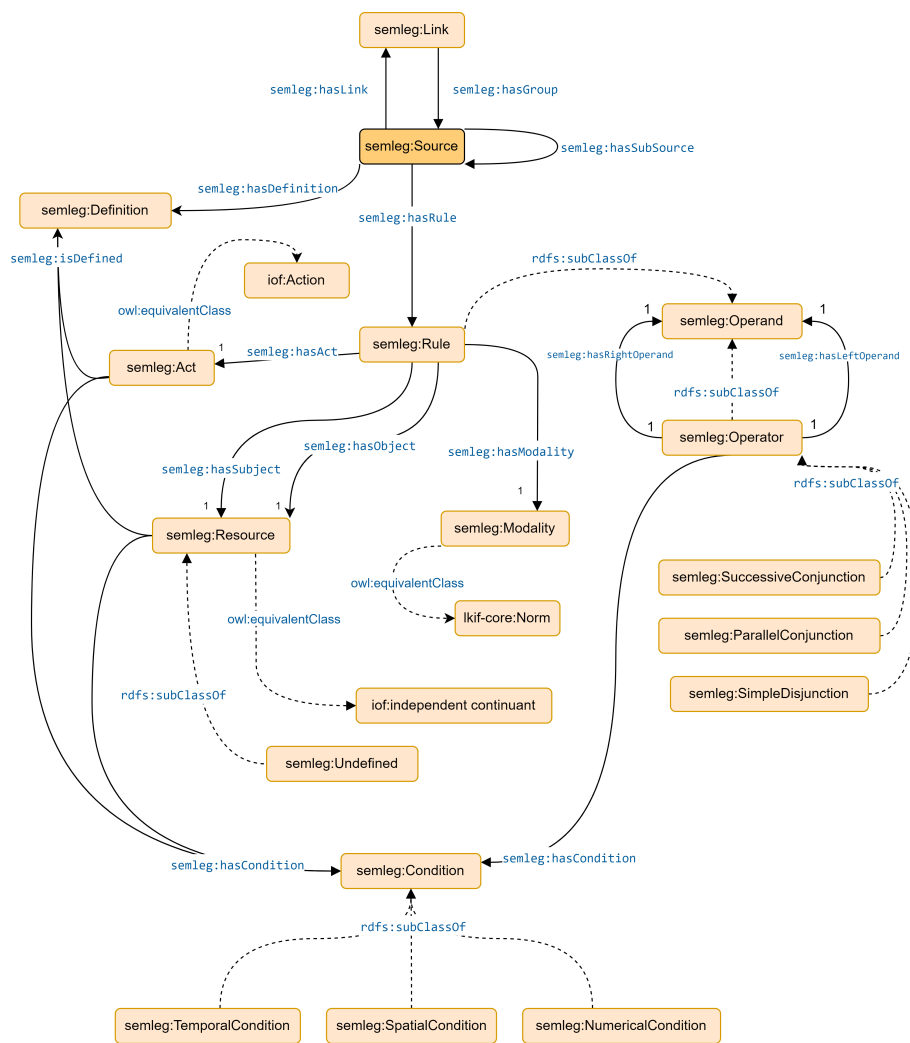 semleg:Link
semleg:hasLink
semleg:hasGroup
semleg:Source
semleg:hasSubSource
semleg:hasDefinition
semleg:Definition
semleg:hasRule
semleg:isDefined
rdfs:subClassOf
iof:Action
owl:equivalentClass
1
1
semleg:Operand
semleg:Rule
1
semleg:hasAct
semleg:hasRightOperand
semleg:hasLeftOperand
semleg:Act
rdfs:subClassOf
1
1
semleg:Operator
semleg:hasObject
semleg:hasModality
semleg:hasSubject
rdfs:subClassOf
1
1
1
semleg:Resource
semleg:Modality
semleg:SuccessiveConjunction
owl:equivalentClass
owl:equivalentClass
lkif-core:Norm
semleg:ParallelConjunction
rdfs:subClassOf
semleg:SimpleDisjunction
iof:independent continuant
semleg:Undefined
semleg:hasCondition
semleg:hasCondition
semleg:Condition
rdfs:subClassOf
semleg:TemporalCondition
semleg:SpatialCondition
semleg:NumericalCondition